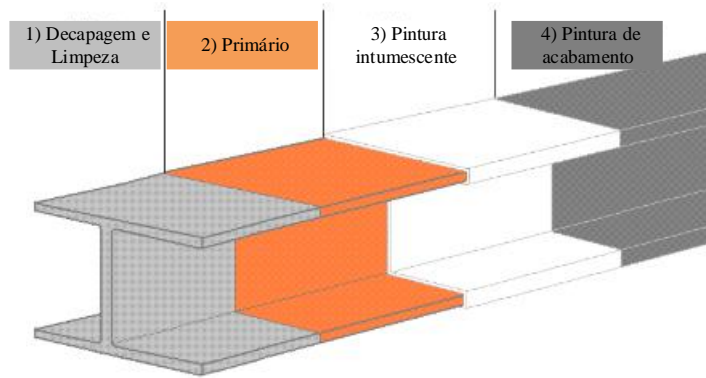 1) Decapagem e
Limpeza
2) Primário
3) Pintura
intumescente
4) Pintura de
acabamento